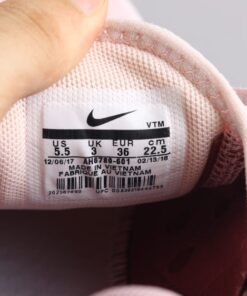 VTM
US UK EUR cm
5.5 3 36 22.5
12/06/17 AH6789-601 02/13/18
MADE IN VIETNAM
FABRIQUE AU VIETNAM
UPC